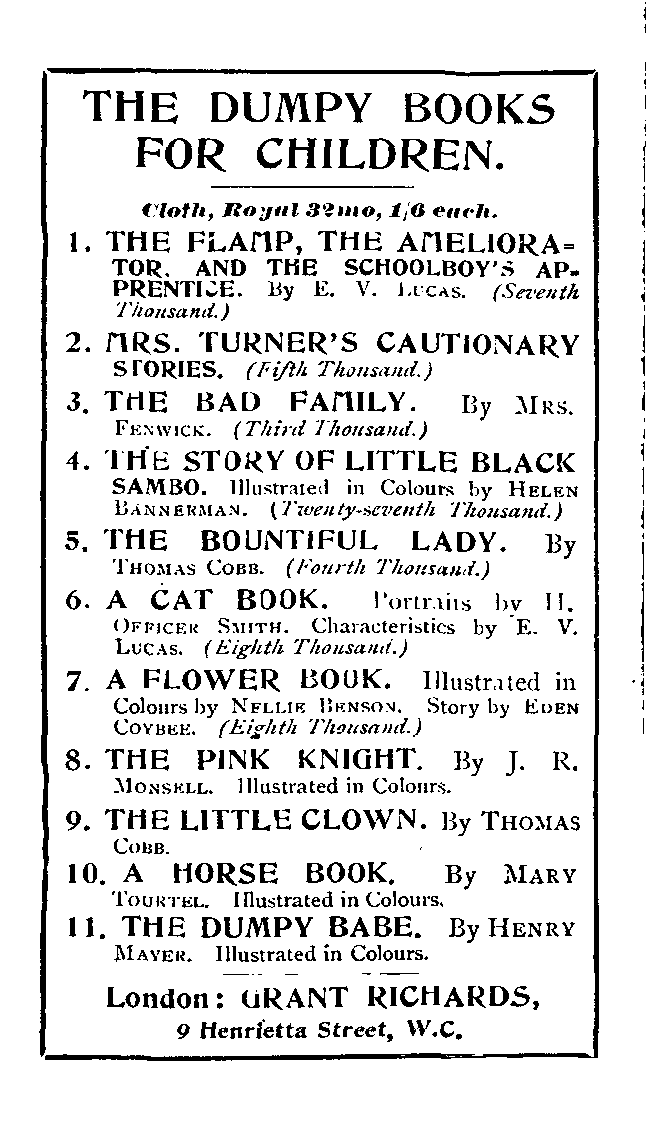 THE DUMPY BOOKS
FOR CHILDREN.
Cloth, Royal 32mo, 1/6 each.
1. THE FLAMP, THE AMELIORA=
TOR, AND THE SCHOOLBOY'S AP-
PRENTICE. By E. V. LUCAS. (Seventh
Thousand.)
2. MRS. TURNER'S CAUTIONARY
STORIES. (Fifth Thousand.)
3. THE BAD FAMILY. By MRS.
FENWICK. (Third Thousand.)
4. THE STORY OF LITTLE BLACK
SAMBO. Illustrated in Colours by HELEN
BANNERMAN. (Twenty-seventh Thousand.)
5. THE BOUNTIFUL LADY. By
THOMAS COBB. (Fourth Thousand.)
6. A CAT BOOK. Portraits by H.
OFFICER SMITH. Characteristics by E. V.
LUCAS. (Eighth Thousand.)
7. A FLOWER BOOK. Illustrated in
Colours by NELLIE BENSON. Story by EDEN
COYBEE. (Eighth Thousand.)
8. THE PINK KNIGHT. By J. R.
MONSELL. Illustrated in Colours.
9. THE LITTLE CLOWN. By THOMAS
COBB.
10. A HORSE BOOK. By MARY
TOURTEL. Illustrated in Colours.
11. THE DUMPY BABE. By HENRY
MAYER. Illustrated in Colours.
London: GRANT RICHARDS,
9 Henrietta Street, W.C.